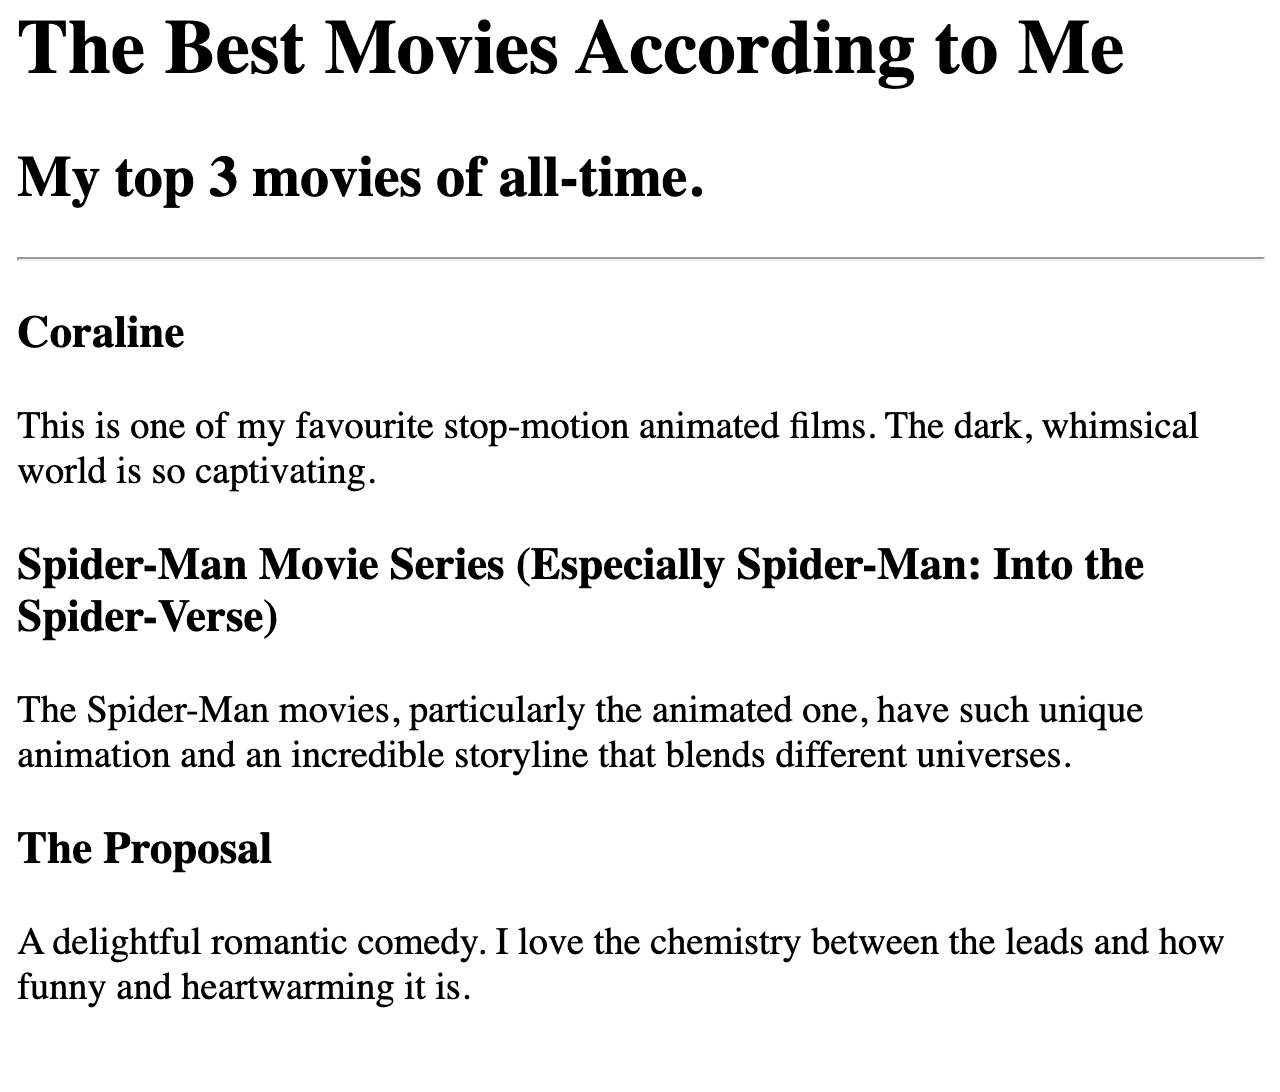 The Best Movies According to Me
My top 3 movies of all-time.
Coraline
This is one of my favourite stop-motion animated films. The dark, whimsical
world is so captivating.
Spider-Man Movie Series (Especially Spider-Man: Into the
Spider-Verse)
The Spider-Man movies, particularly the animated one, have such unique
animation and an incredible storyline that blends different universes.
The Proposal
A delightful romantic comedy. I love the chemistry between the leads and how
funny and heartwarming it is.